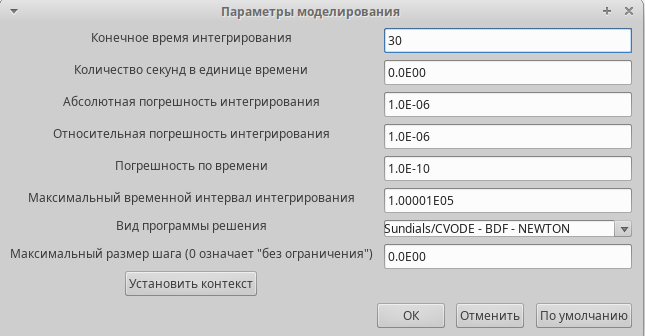 Параметры моделирования
Конечное время интегрирования 30
Количество секунд в единице времени 0.0E00
Абсолютная погрешность интегрирования 1.0E-06
Относительная погрешность интегрирования 1.0E-06
Погрешность по времени 1.0E-10
Максимальный временной интервал интегрирования 1.00001E05
Вид программы решения Sundials/CVODE - BDF - NEWTON
Максимальный размер шага (0 означает "без ограничения") 0.0E00
Установить контекст
ОК Отменить По умолчанию